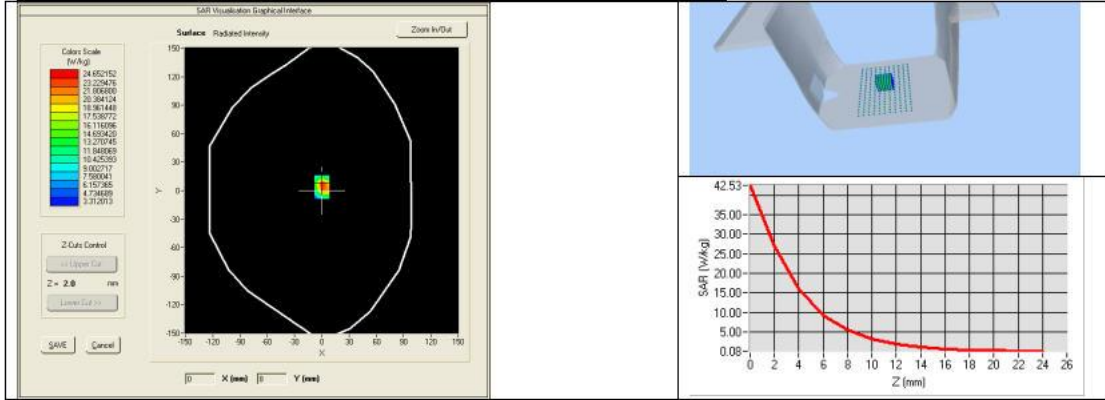 SAR Visualisation Graphical Interface
Surface Radiated Intensity
Zoom In/Out
Colors Scale
(W/kg)
24.652152
23.229476
21.806800
20.384124
18.961448
17.538772
16.116096
14.693420
13.270745
11.848069
10.425393
9.002717
7.580041
6.157365
4.734689
3.312013
Z-Cuts Control
<< Upper Cut
Z = 2.0 mm
Lower Cut >>
SAVE Cancel
150
120
90
60
30
0
-30
-60
-90
-120
-150
Y
-150 -120 -90 -60 -30 0 30 60 90 120 150
X
0 X (mm) 8 Y (mm)
42.53
35.00
30.00
25.00
20.00
15.00
10.00
5.00
0.08
SAR (W/kg)
0 2 4 6 8 10 12 14 16 18 20 22 24 26
Z (mm)